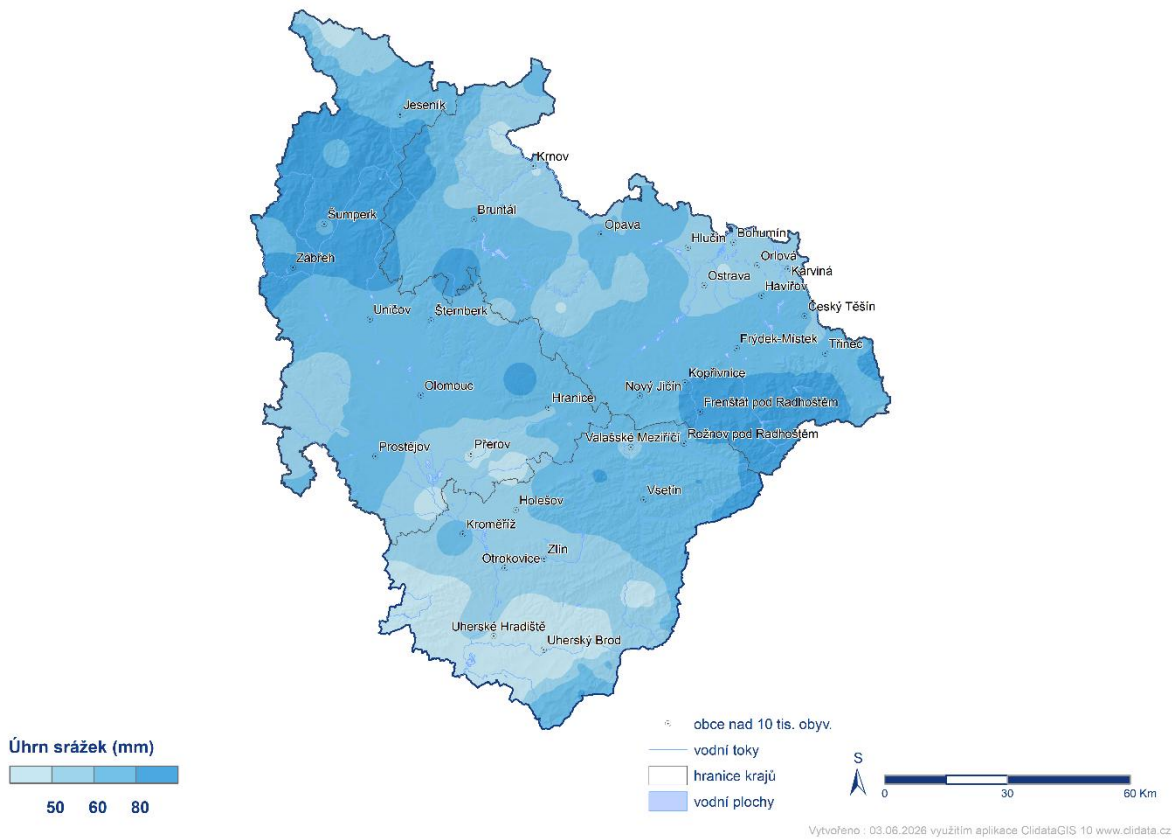 Jeseník
Krnov
Šumperk
Bruntál
Opava
Hlučín
Bohumín
Zábřeh
Orlová
Karviná
Ostrava
Havířov
Uničov
Šternberk
Český Těšín
Frýdek-Místek
Třinec
Kopřivnice
Olomouc
Nový Jičín
Hranice
Frenštát pod Radhoštěm
Valašské Meziříčí
Rožnov pod Radhoštěm
Prostějov
Přerov
Vsetín
Holešov
Kroměříž
Zlín
Otrokovice
Uherské Hradiště
Uherský Brod
Úhrn srážek (mm)
50 60 80
obce nad 10 tis. obyv.
vodní toky
hranice krajů
vodní plochy
S
0 30 60 Km
Vytvořeno : 03.06.2026 využitím aplikace ClidataGIS 10 www.clidata.cz